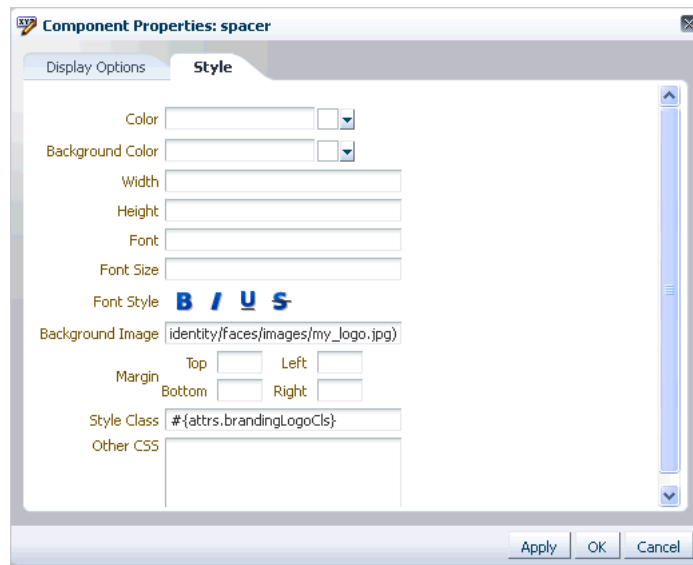 Component Properties: spacer
Display Options Style
Color
Background Color
Width
Height
Font
Font Size
Font Style B I U S
Background Image identity/faces/images/my_logo.jpg)
Margin Top Left
Bottom Right
Style Class #{attrs.brandingLogoCls}
Other CSS
Apply OK Cancel